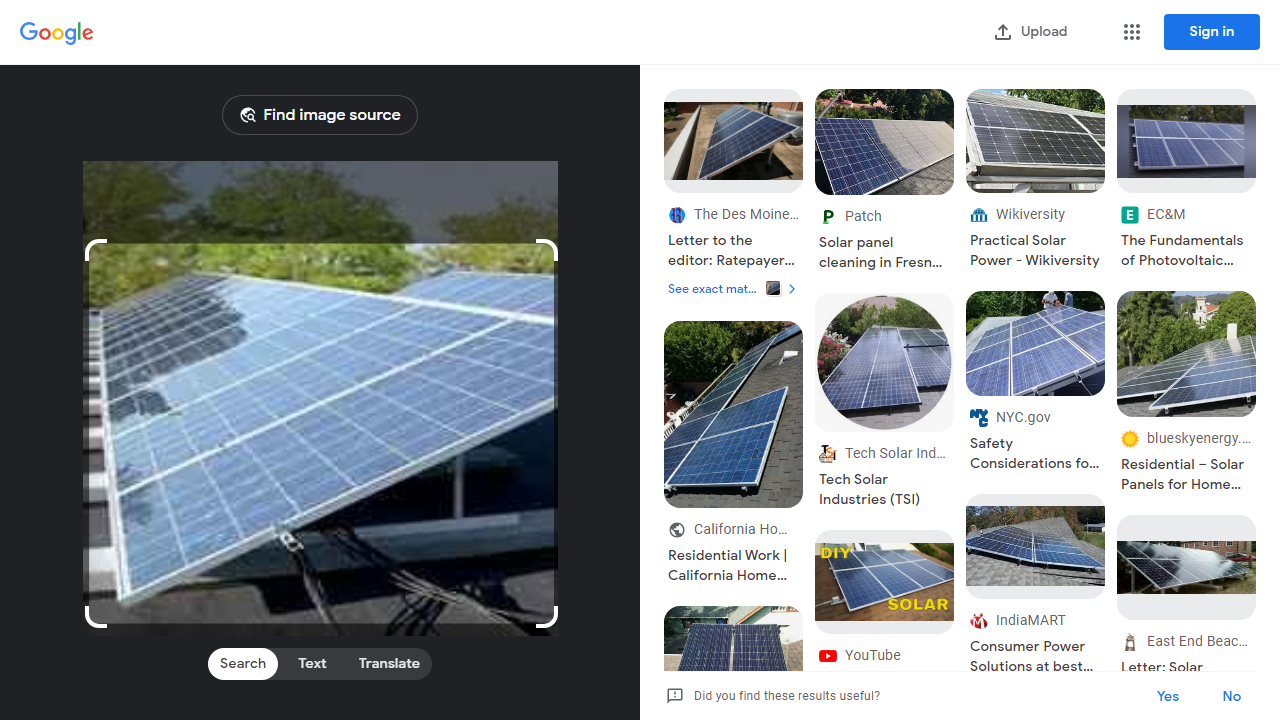 Google
Upload
Sign in
Find image source
Search
Text
Translate
The Des Moine...
Letter to the
editor: Ratepayer...
See exact mat...
California Ho...
Residential Work |
California Home...
Patch
Solar panel
cleaning in Fresn...
Tech Solar Ind...
Tech Solar
Industries (TSI)
DIY
SOLAR
YouTube
Wikiversity
Practical Solar
Power - Wikiversity
NYC
NYC.gov
Safety
Considerations fo...
IndiaMART
Consumer Power
Solutions at best...
E
EC&M
The Fundamentals
of Photovoltaic...
blueskyenergy....
Residential – Solar
Panels for Home...
East End Beac...
Letter: Solar
Did you find these results useful?
Yes
No